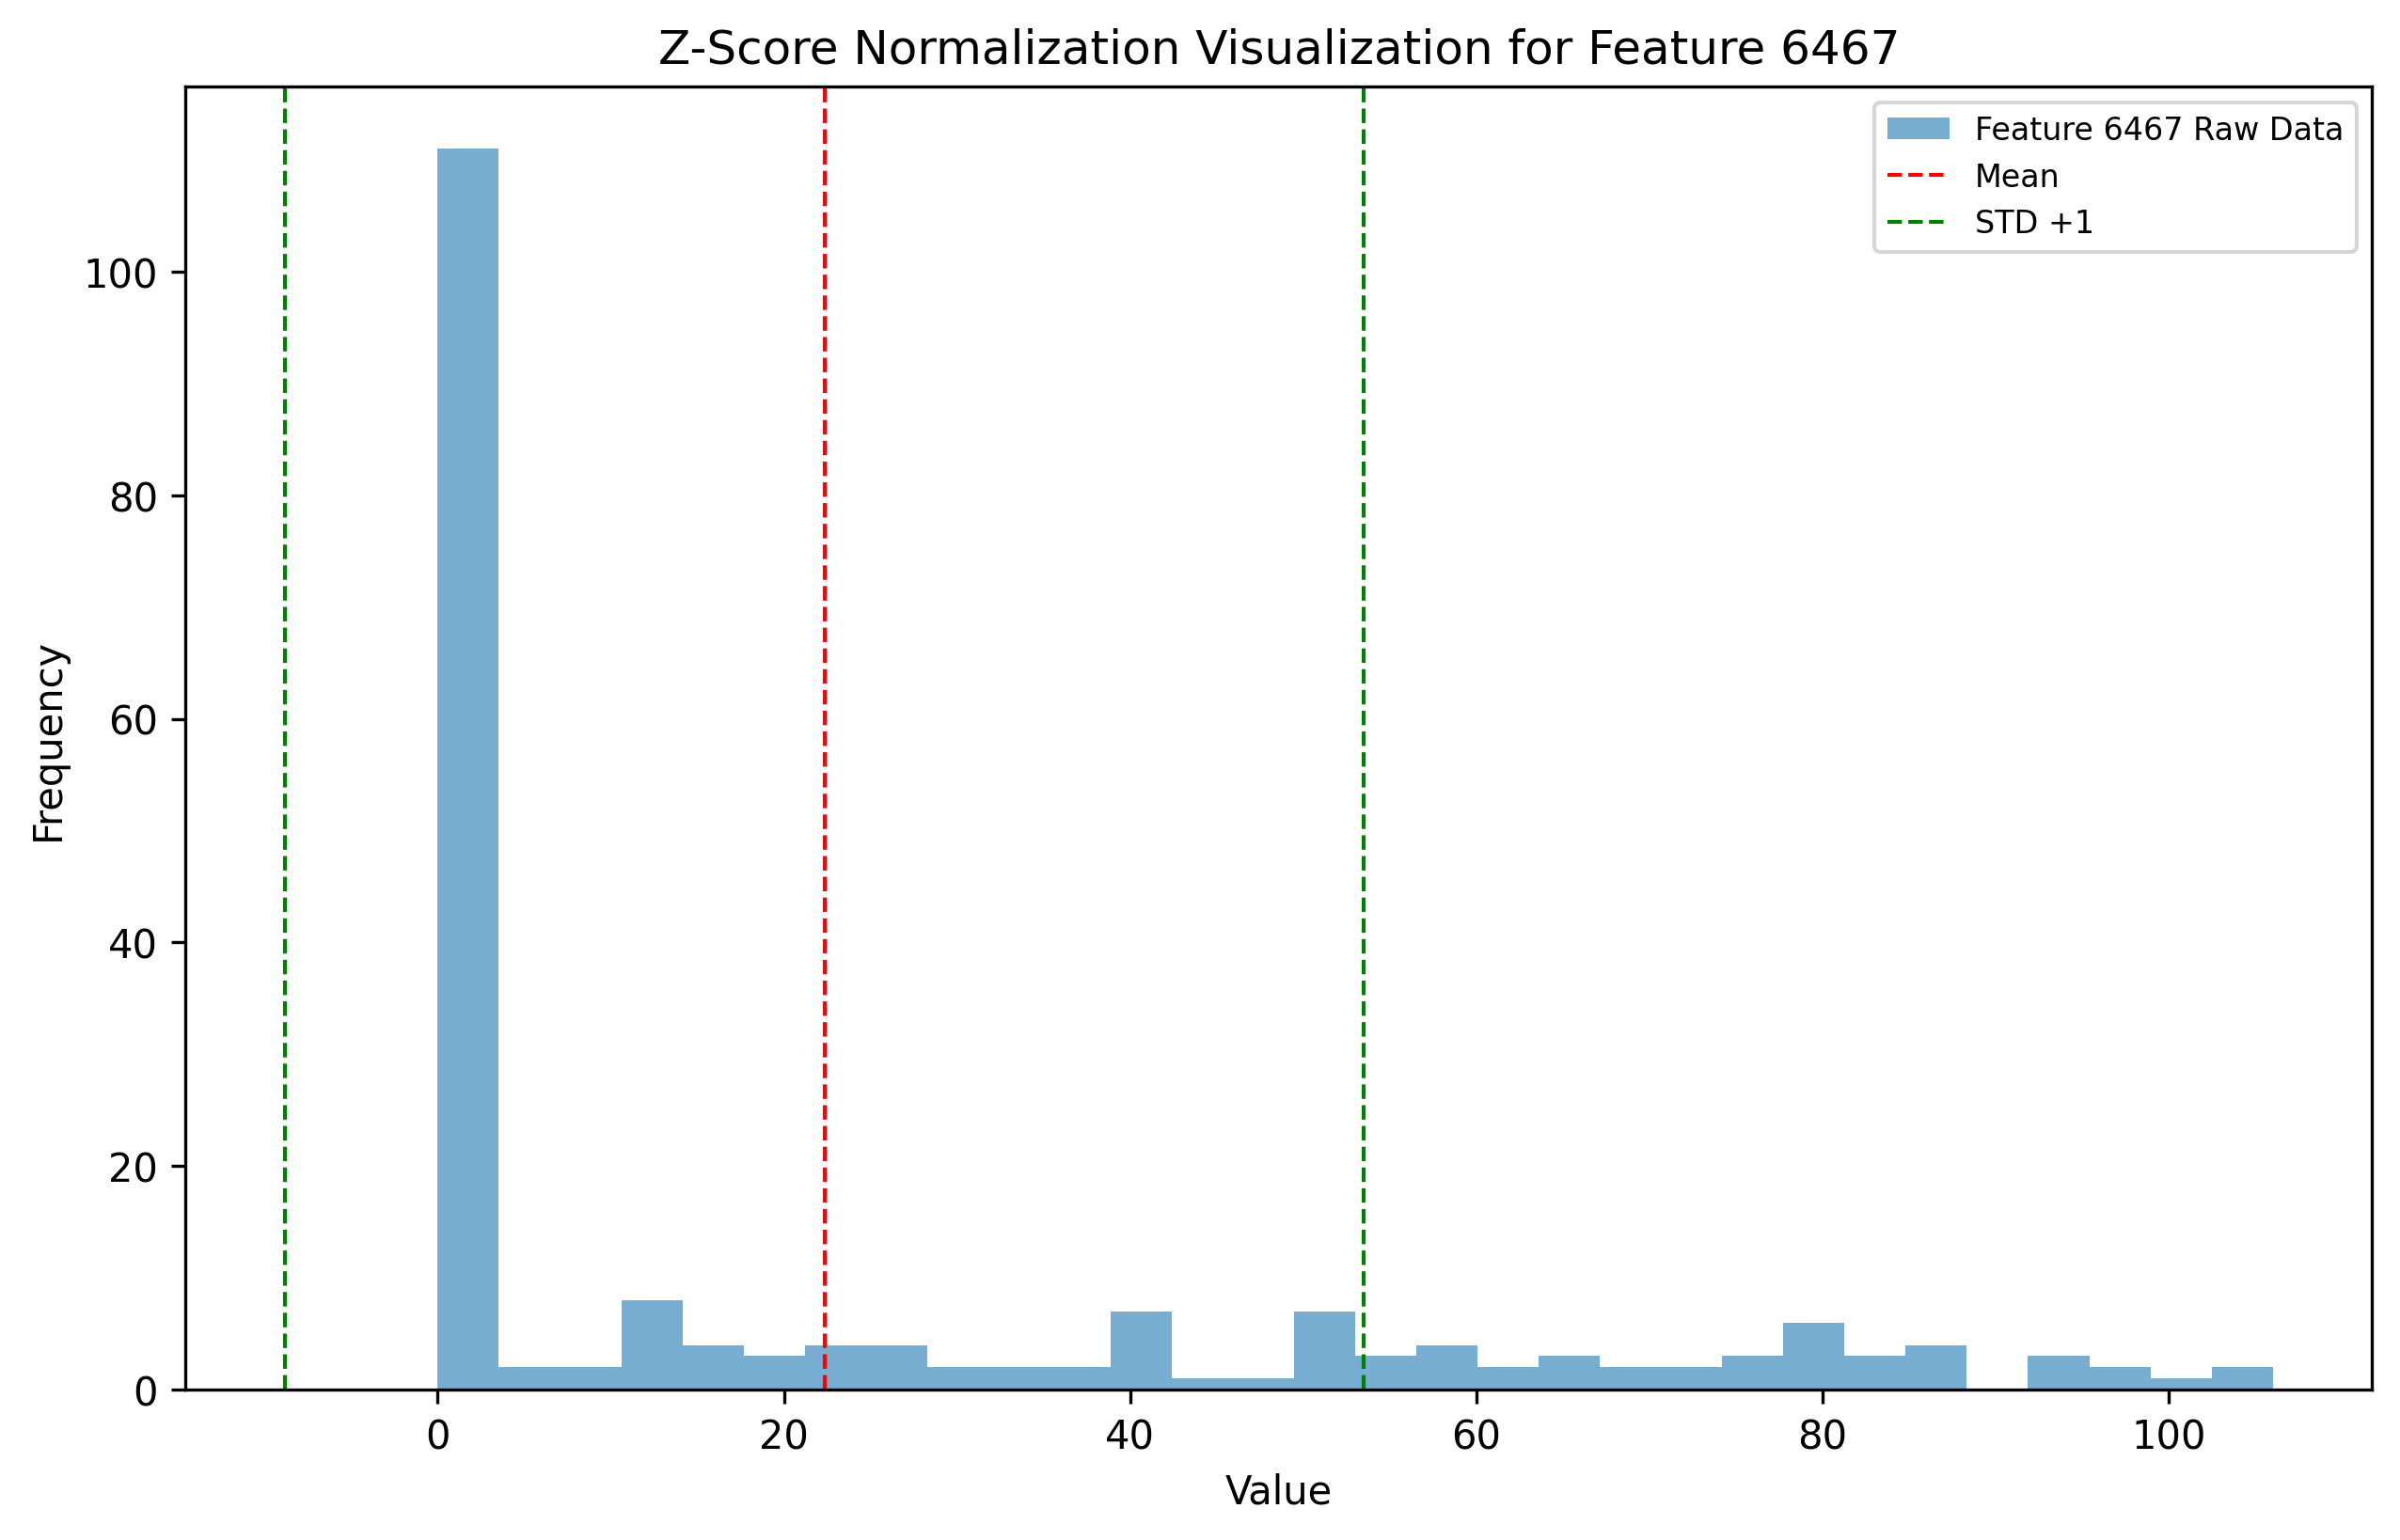 Z-Score Normalization Visualization for Feature 6467
Feature 6467 Raw Data
Mean
STD +1
100
80
60
40
20
0
Frequency
0 20 40 60 80 100
Value